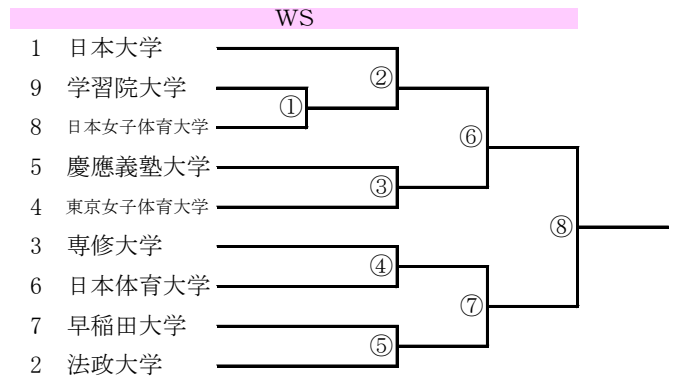 WS
1 日本大学
②
9 学習院大学
①
8 日本女子体育大学
⑥
5 慶應義塾大学
③
4 東京女子体育大学
⑧
3 専修大学
④
6 日本体育大学
⑦
7 早稲田大学
⑤
2 法政大学